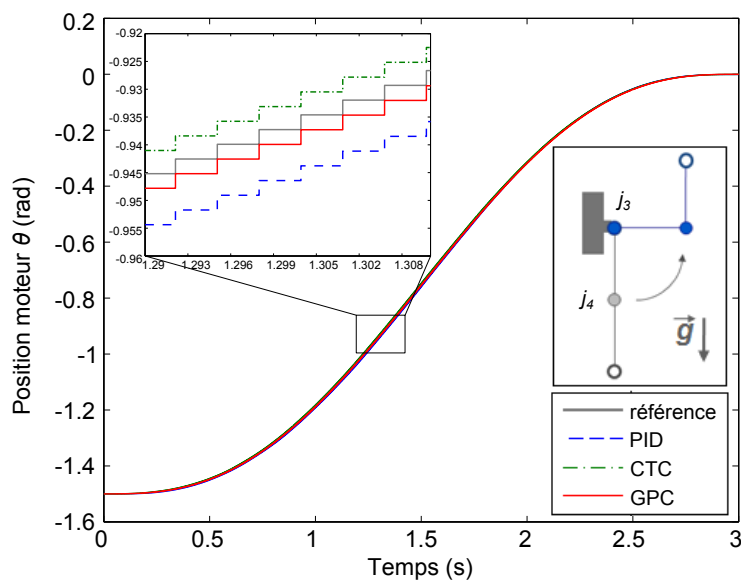 -0.92
-0.925
-0.93
-0.935
-0.94
-0.945
-0.95
-0.955
-0.96
1.29 1.293 1.296 1.299 1.305 1.302 1.308
0.2
0
-0.2
-0.4
-0.6
-0.8
-1
-1.2
-1.4
-1.6
Position moteur θ (rad)
0 0.5 1 1.5 2 2.5 3
Temps (s)
j3
j4
g
référence
PID
CTC
GPC